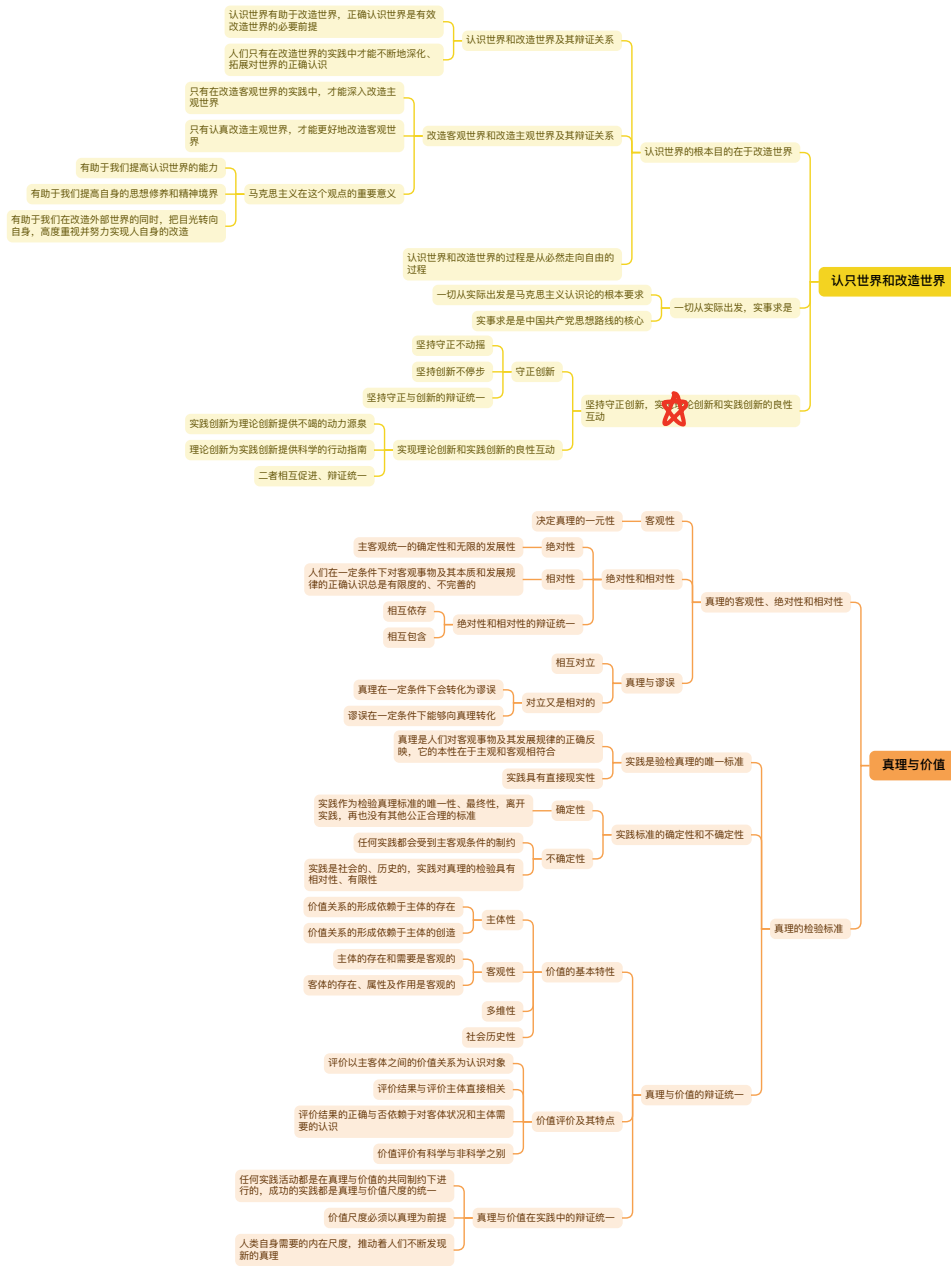 认识世界有助于改造世界，正确认识世界是有效
改造世界的必要前提
认识世界和改造世界及其辩证关系
人们只有在改造世界的实践中才能不断地深化、
拓展对世界的正确认识
只有在改造客观世界的实践中，才能深入改造主
观世界
改造客观世界和改造主观世界及其辩证关系
只有认真改造主观世界，才能更好地改造客观世
界
认识世界的根本目的在于改造世界
有助于我们提高认识世界的能力
有助于我们提高自身的思想修养和精神境界
马克思主义在这个观点的重要意义
有助于我们在改造外部世界的同时，把目光转向
自身，高度重视并努力实现人自身的改造
认识世界和改造世界的过程是从必然走向自由的
过程
认只世界和改造世界
一切从实际出发是马克思主义认识论的根本要求
一切从实际出发，实事求是
实事求是是中国共产党思想路线的核心
坚持守正不动摇
坚持创新不停步
守正创新
坚持守正与创新的辩证统一
坚持守正创新，实现理论创新和实践创新的良性
互动
实践创新为理论创新提供不竭的动力源泉
理论创新为实践创新提供科学的行动指南
实现理论创新和实践创新的良性互动
二者相互促进、辩证统一
决定真理的一元性
客观性
主客观统一的确定性和无限的发展性
绝对性
人们在一定条件下对客观事物及其本质和发展规
律的正确认识总是有限度的、不完善的
相对性
绝对性和相对性
真理的客观性、绝对性和相对性
相互依存
绝对性和相对性的辩证统一
相互包含
相互对立
真理与谬误
真理在一定条件下会转化为谬误
对立又是相对的
谬误在一定条件下能够向真理转化
真理是人们对客观事物及其发展规律的正确反
映，它的本性在于主观和客观相符合
实践是验检真理的唯一标准
真理与价值
实践具有直接现实性
实践作为检验真理标准的唯一性、最终性，离开
实践，再也没有其他公正合理的标准
确定性
实践标准的确定性和不确定性
任何实践都会受到主客观条件的制约
不确定性
实践是社会的、历史的，实践对真理的检验具有
相对性、有限性
价值关系的形成依赖于主体的存在
主体性
价值关系的形成依赖于主体的创造
真理的检验标准
主体的存在和需要是客观的
客观性
价值的基本特性
客体的存在、属性及作用是客观的
多维性
社会历史性
评价以主客体之间的价值关系为认识对象
评价结果与评价主体直接相关
真理与价值的辩证统一
评价结果的正确与否依赖于对客体状况和主体需
要的认识
价值评价及其特点
价值评价有科学与非科学之别
任何实践活动都是在真理与价值的共同制约下进
行的，成功的实践都是真理与价值尺度的统一
价值尺度必须以真理为前提
真理与价值在实践中的辩证统一
人类自身需要的内在尺度，推动着人们不断发现
新的真理